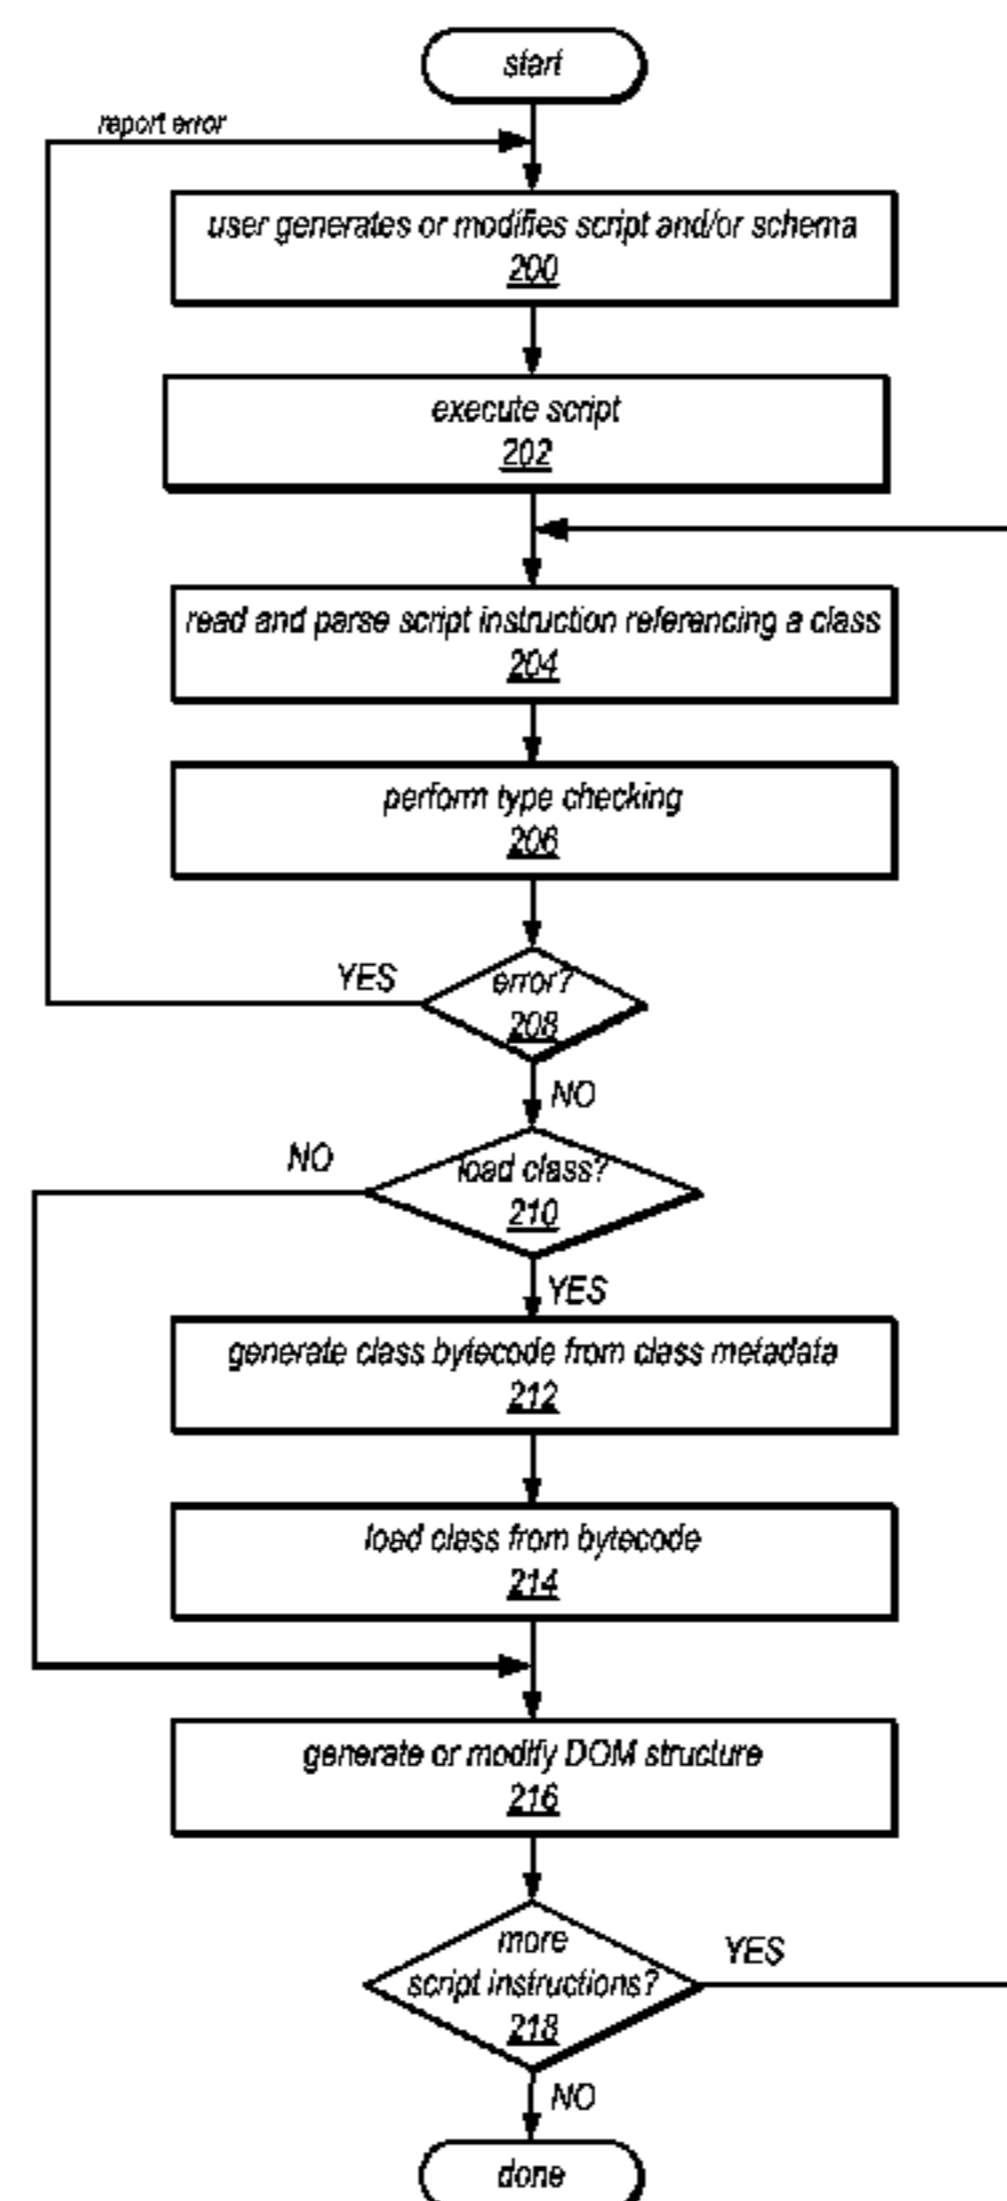 start
report error
user generates or modifies script and/or schema
200
execute script
202
read and parse script instruction referencing a class
204
perform type checking
206
YES
error?
208
NO
NO
load class?
210
YES
generate class bytecode from class metadata
212
load class from bytecode
214
generate or modify DOM structure
216
more
YES
script instructions?
218
NO
done